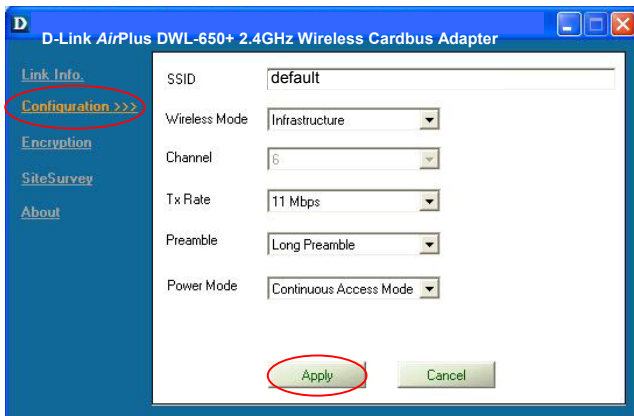 D
D-Link AirPlus DWL-650+ 2.4GHz Wireless Cardbus Adapter
Link Info.
Configuration >>>
Encryption
SiteSurvey
About
SSID default
Wireless Mode Infrastructure
Channel 6
Tx Rate 11 Mbps
Preamble Long Preamble
Power Mode Continuous Access Mode
Apply Cancel